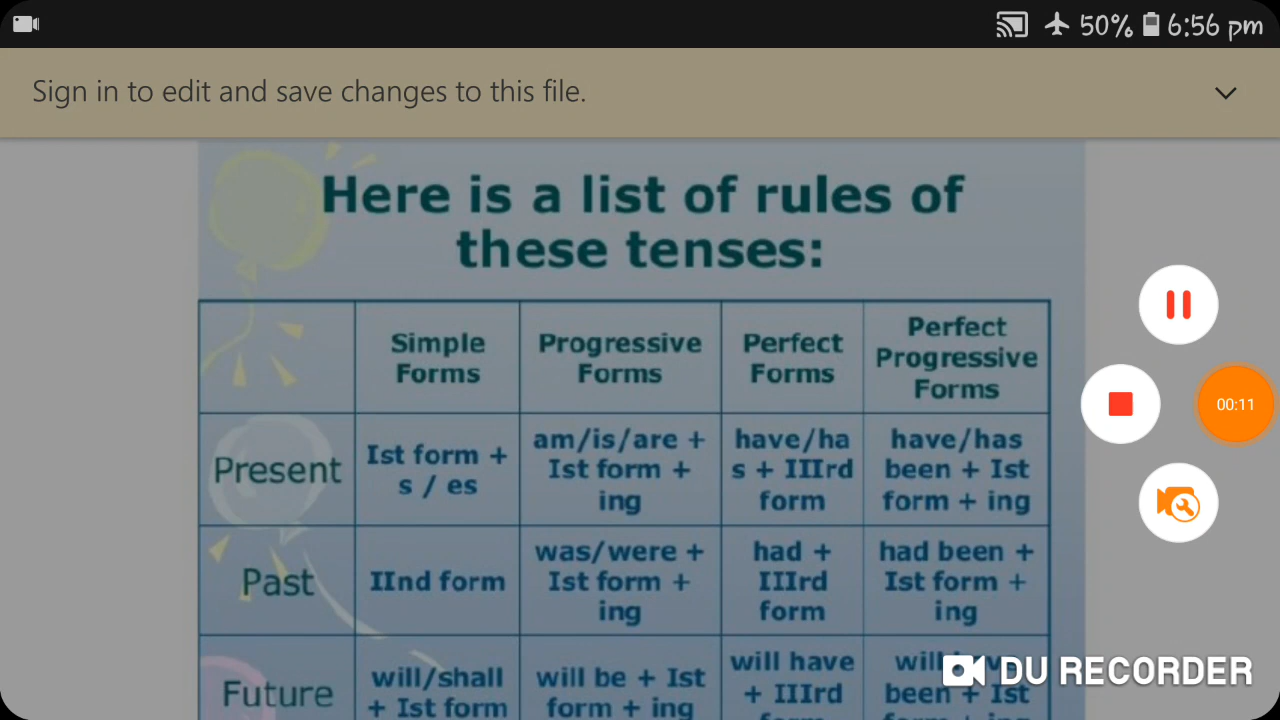 50% 6:56 pm
Sign in to edit and save changes to this file.
Here is a list of rules of
these tenses:
Simple
Forms
Progressive
Forms
Perfect
Forms
Perfect
Progressive
Forms
Present
Ist form +
s / es
am/is/are +
Ist form +
ing
have/ha
s + IIIrd
form
have/has
been + Ist
form + ing
Past
IInd form
was/were +
Ist form +
ing
had +
IIIrd
form
had been +
Ist form +
ing
Future
will/shall
+ Ist form
will be + Ist
form + ing
will have
+ IIIrd
will
been + Ist
00:11
DU RECORDER